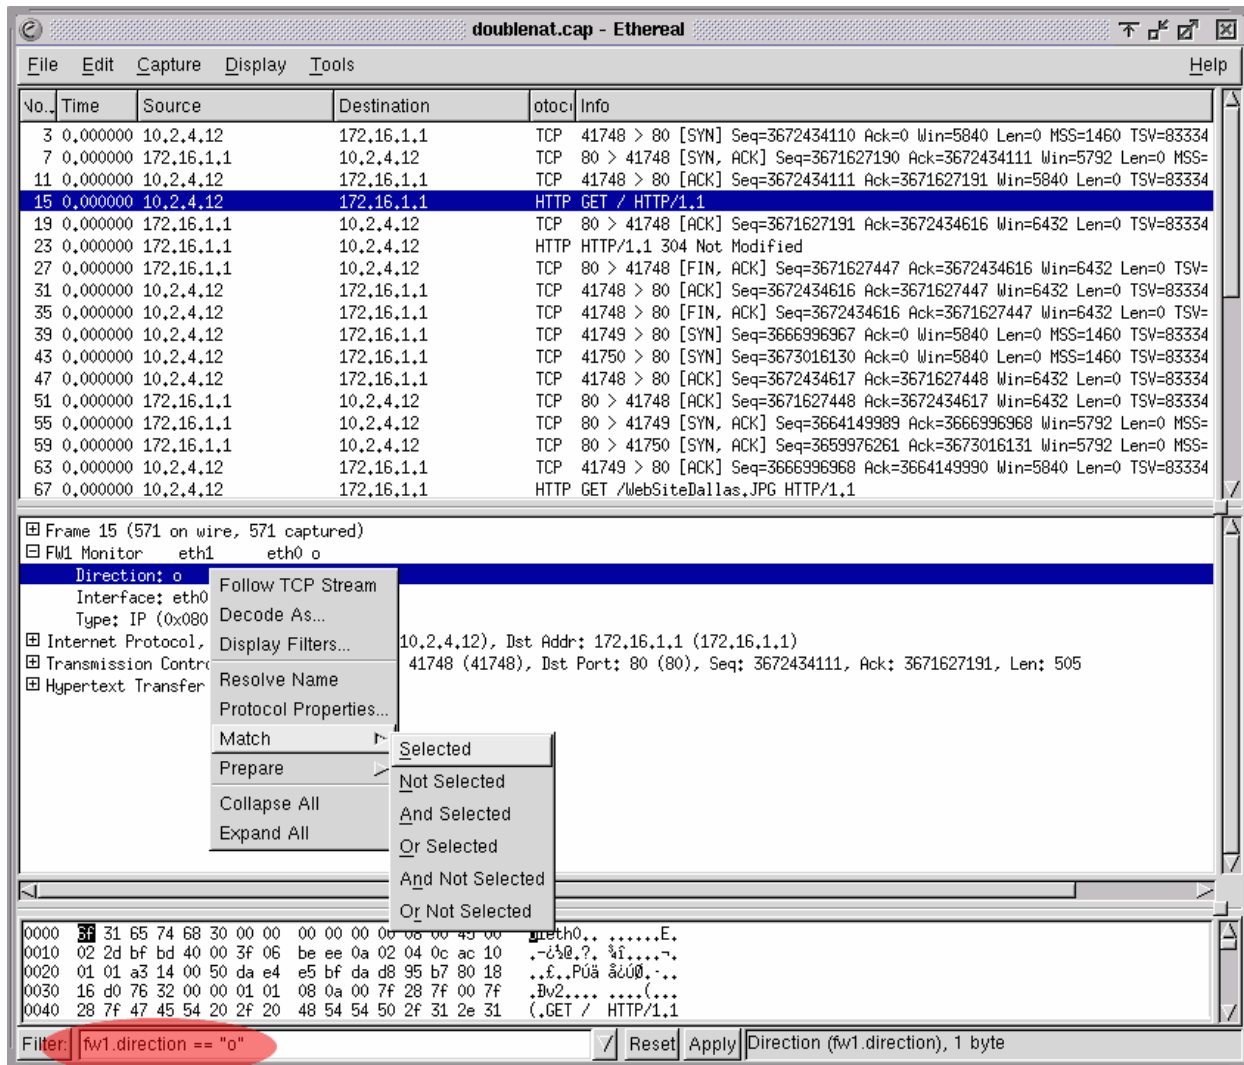 doublenat.cap - Ethereal
File Edit Capture Display Tools Help
No. Time Source Destination otoc Info
3 0.000000 10.2.4.12 172.16.1.1 TCP 41748 > 80 [SYN] Seq=3672434110 Ack=0 Win=5840 Len=0 MSS=1460 TSV=83334
7 0.000000 172.16.1.1 10.2.4.12 TCP 80 > 41748 [SYN, ACK] Seq=3671627190 Ack=3672434111 Win=5792 Len=0 MSS=
11 0.000000 10.2.4.12 172.16.1.1 TCP 41748 > 80 [ACK] Seq=3672434111 Ack=3671627191 Win=5840 Len=0 TSV=83334
15 0.000000 10.2.4.12 172.16.1.1 HTTP GET / HTTP/1.1
19 0.000000 172.16.1.1 10.2.4.12 TCP 80 > 41748 [ACK] Seq=3671627191 Ack=3672434616 Win=6432 Len=0 TSV=83334
23 0.000000 172.16.1.1 10.2.4.12 HTTP HTTP/1.1 304 Not Modified
27 0.000000 172.16.1.1 10.2.4.12 TCP 80 > 41748 [FIN, ACK] Seq=3671627447 Ack=3672434616 Win=6432 Len=0 TSV=
31 0.000000 10.2.4.12 172.16.1.1 TCP 41748 > 80 [ACK] Seq=3672434616 Ack=3671627447 Win=6432 Len=0 TSV=83334
35 0.000000 10.2.4.12 172.16.1.1 TCP 41748 > 80 [FIN, ACK] Seq=3672434616 Ack=3671627447 Win=6432 Len=0 TSV=
39 0.000000 10.2.4.12 172.16.1.1 TCP 41749 > 80 [SYN] Seq=3666996967 Ack=0 Win=5840 Len=0 MSS=1460 TSV=83334
43 0.000000 10.2.4.12 172.16.1.1 TCP 41750 > 80 [SYN] Seq=3673016130 Ack=0 Win=5840 Len=0 MSS=1460 TSV=83334
47 0.000000 10.2.4.12 172.16.1.1 TCP 41748 > 80 [ACK] Seq=3672434617 Ack=3671627448 Win=6432 Len=0 TSV=83334
51 0.000000 172.16.1.1 10.2.4.12 TCP 80 > 41748 [ACK] Seq=3671627448 Ack=3672434617 Win=6432 Len=0 TSV=83334
55 0.000000 172.16.1.1 10.2.4.12 TCP 80 > 41749 [SYN, ACK] Seq=3664149989 Ack=3666996968 Win=5792 Len=0 MSS=
59 0.000000 172.16.1.1 10.2.4.12 TCP 80 > 41750 [SYN, ACK] Seq=3659976261 Ack=3673016131 Win=5792 Len=0 MSS=
63 0.000000 10.2.4.12 172.16.1.1 TCP 41749 > 80 [ACK] Seq=3666996968 Ack=3664149990 Win=5840 Len=0 TSV=83334
67 0.000000 10.2.4.12 172.16.1.1 HTTP GET /WebSiteDallas.JPG HTTP/1.1
Frame 15 (571 on wire, 571 captured)
FW1 Monitor eth1 eth0 o
Direction: o
Interface: eth0
Type: IP (0x080
Internet Protocol, 10.2.4.12), Dst Addr: 172.16.1.1 (172.16.1.1)
Transmission Contro 41748 (41748), Dst Port: 80 (80), Seq: 3672434111, Ack: 3671627191, Len: 505
Hypertext Transfer
Follow TCP Stream
Decode As...
Display Filters...
Resolve Name
Protocol Properties...
Match
Prepare
Collapse All
Expand All
Selected
Not Selected
And Selected
Or Selected
And Not Selected
Or Not Selected
0000 3f 31 65 74 68 30 00 00 00 00 00 00 08 00 45 00 eth0.. ......E.
0010 02 2d bf bd 40 00 3f 06 be ee 0a 02 04 0c ac 10 .-¿½@.?. ¾î....¬.
0020 01 01 a3 14 00 50 da e4 e5 bf da d8 95 b7 80 18 ..£..Púä å¿úØ.·..
0030 16 d0 76 32 00 00 01 01 08 0a 00 7f 28 7f 00 7f .Ðv2.... ....(...
0040 28 7f 47 45 54 20 2f 20 48 54 54 50 2f 31 2e 31 (.GET / HTTP/1.1
Filter: fw1.direction == "o" Reset Apply Direction (fw1.direction), 1 byte